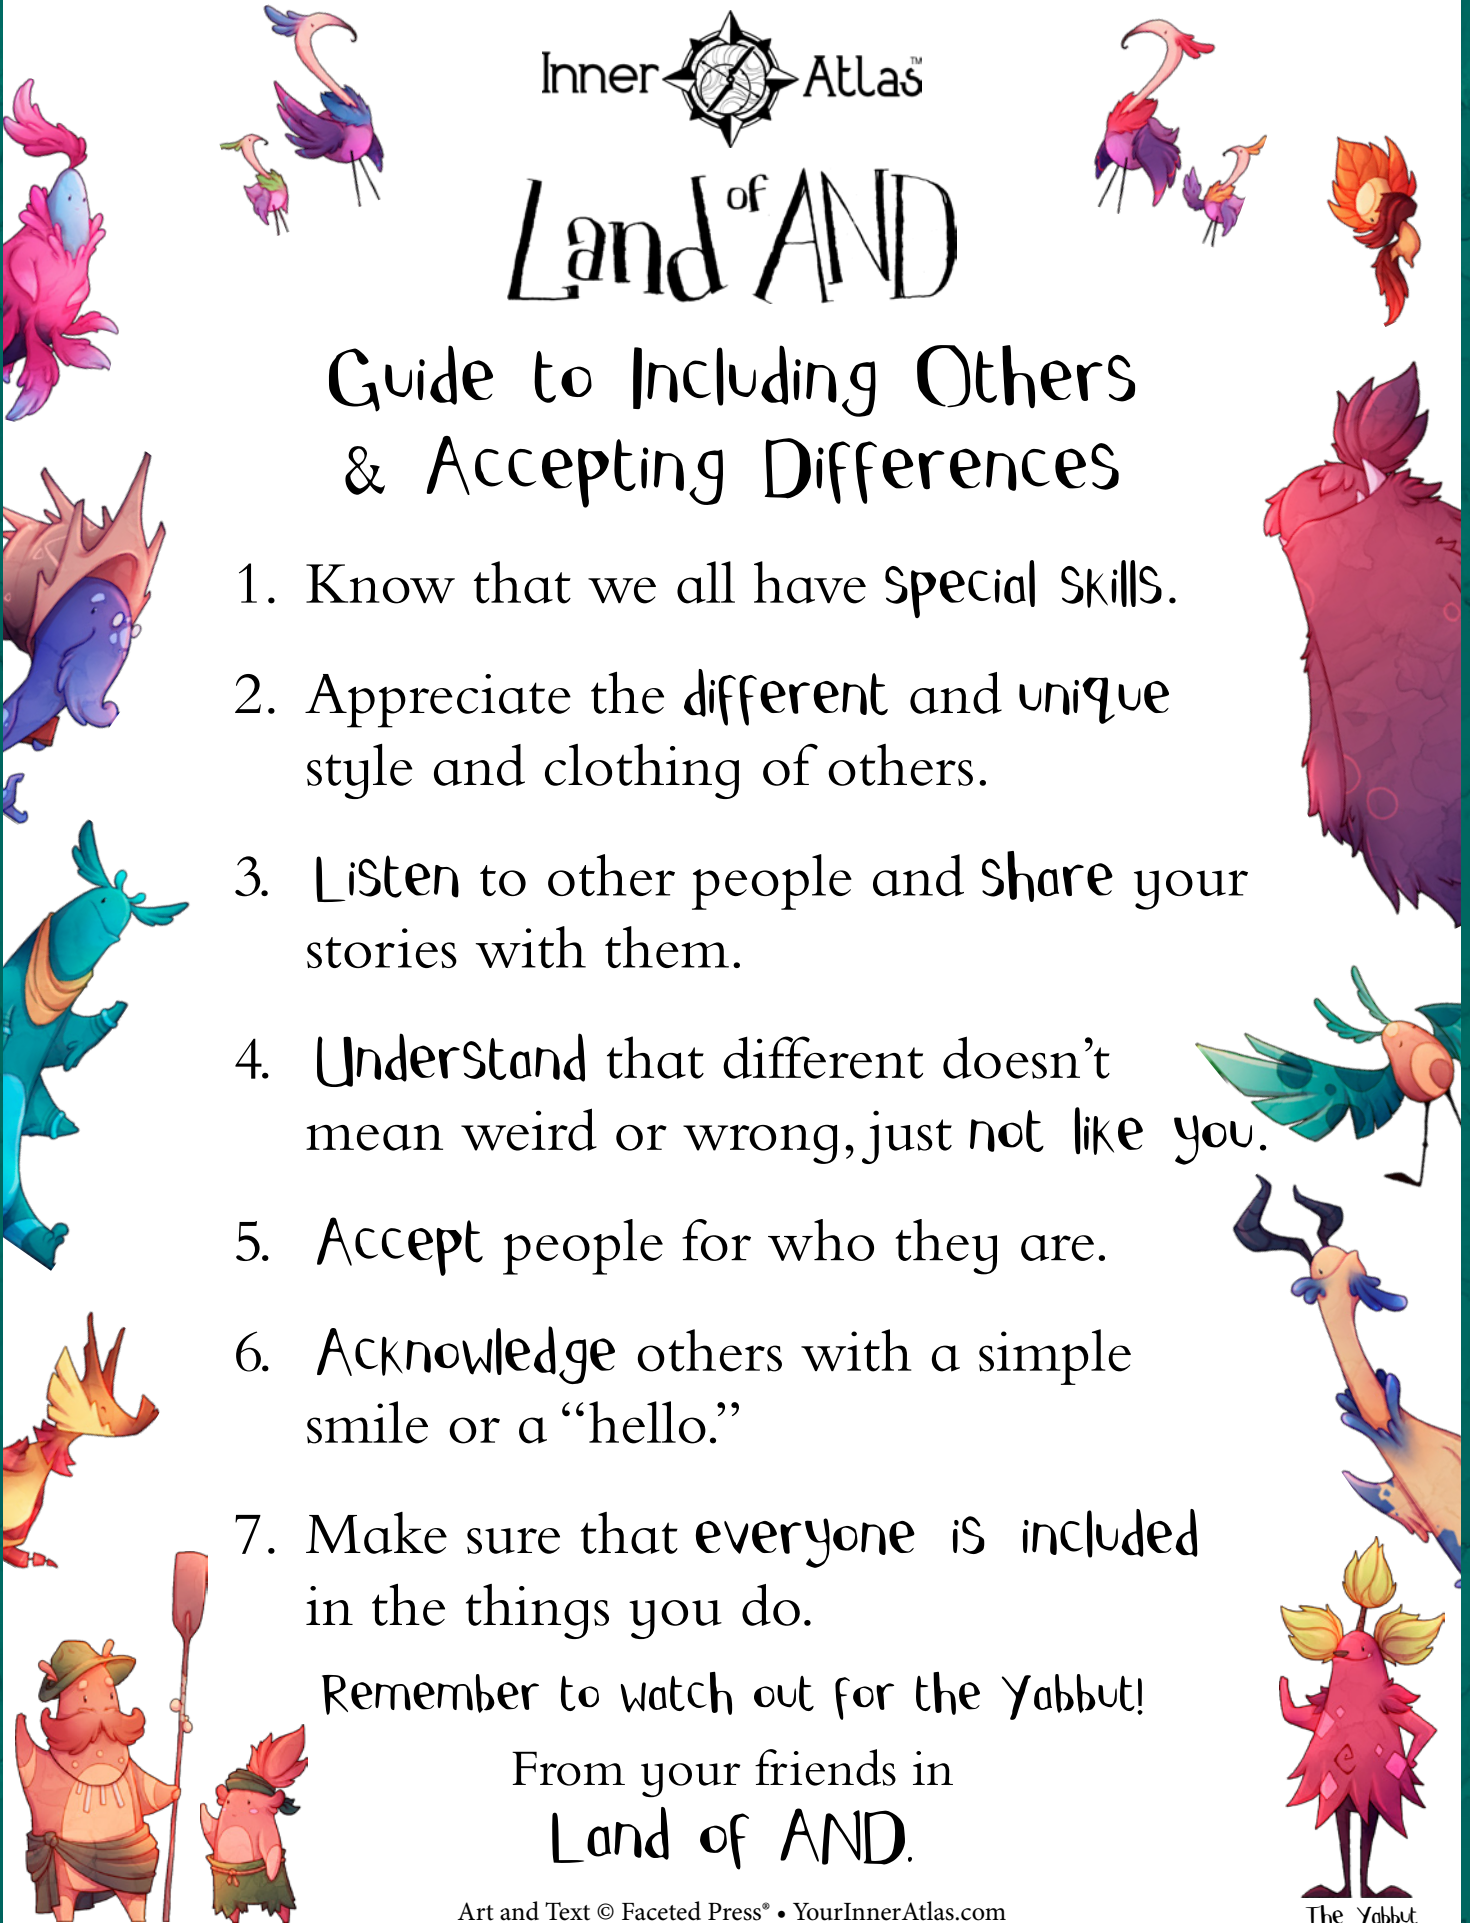 Inner Atlas™
Land of AND
Guide to Including Others
& Accepting Differences
1. Know that we all have special skills.
2. Appreciate the different and unique
style and clothing of others.
3. Listen to other people and share your
stories with them.
4. Understand that different doesn’t
mean weird or wrong, just not like you.
5. Accept people for who they are.
6. Acknowledge others with a simple
smile or a “hello.”
7. Make sure that everyone is included
in the things you do.
Remember to watch out for the Yabbut!
From your friends in
Land of AND.
Art and Text © Faceted Press® • YourInnerAtlas.com
The Yabbut